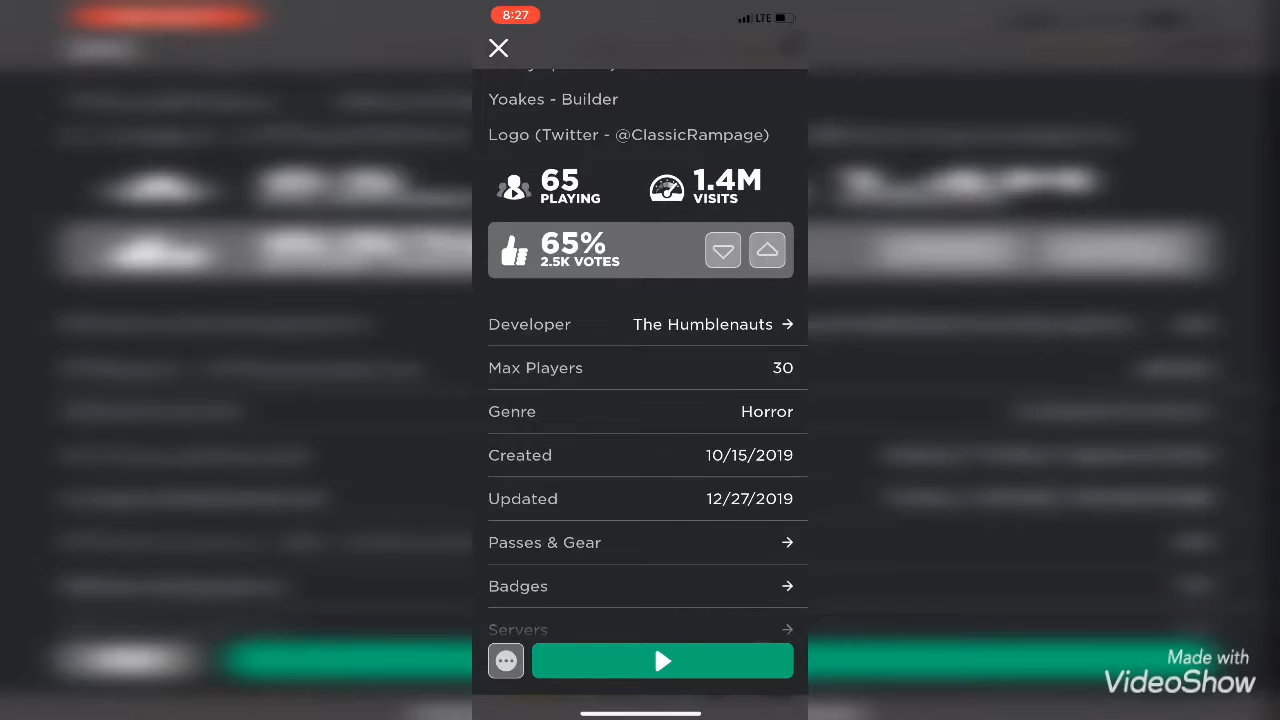 8:27
LTE
Yoakes - Builder
Logo (Twitter - @ClassicRampage)
65
PLAYING
1.4M
VISITS
65%
2.5K VOTES
Developer The Humblenauts
Max Players 30
Genre Horror
Created 10/15/2019
Updated 12/27/2019
Passes & Gear
Badges
Servers
Made with
VideoShow